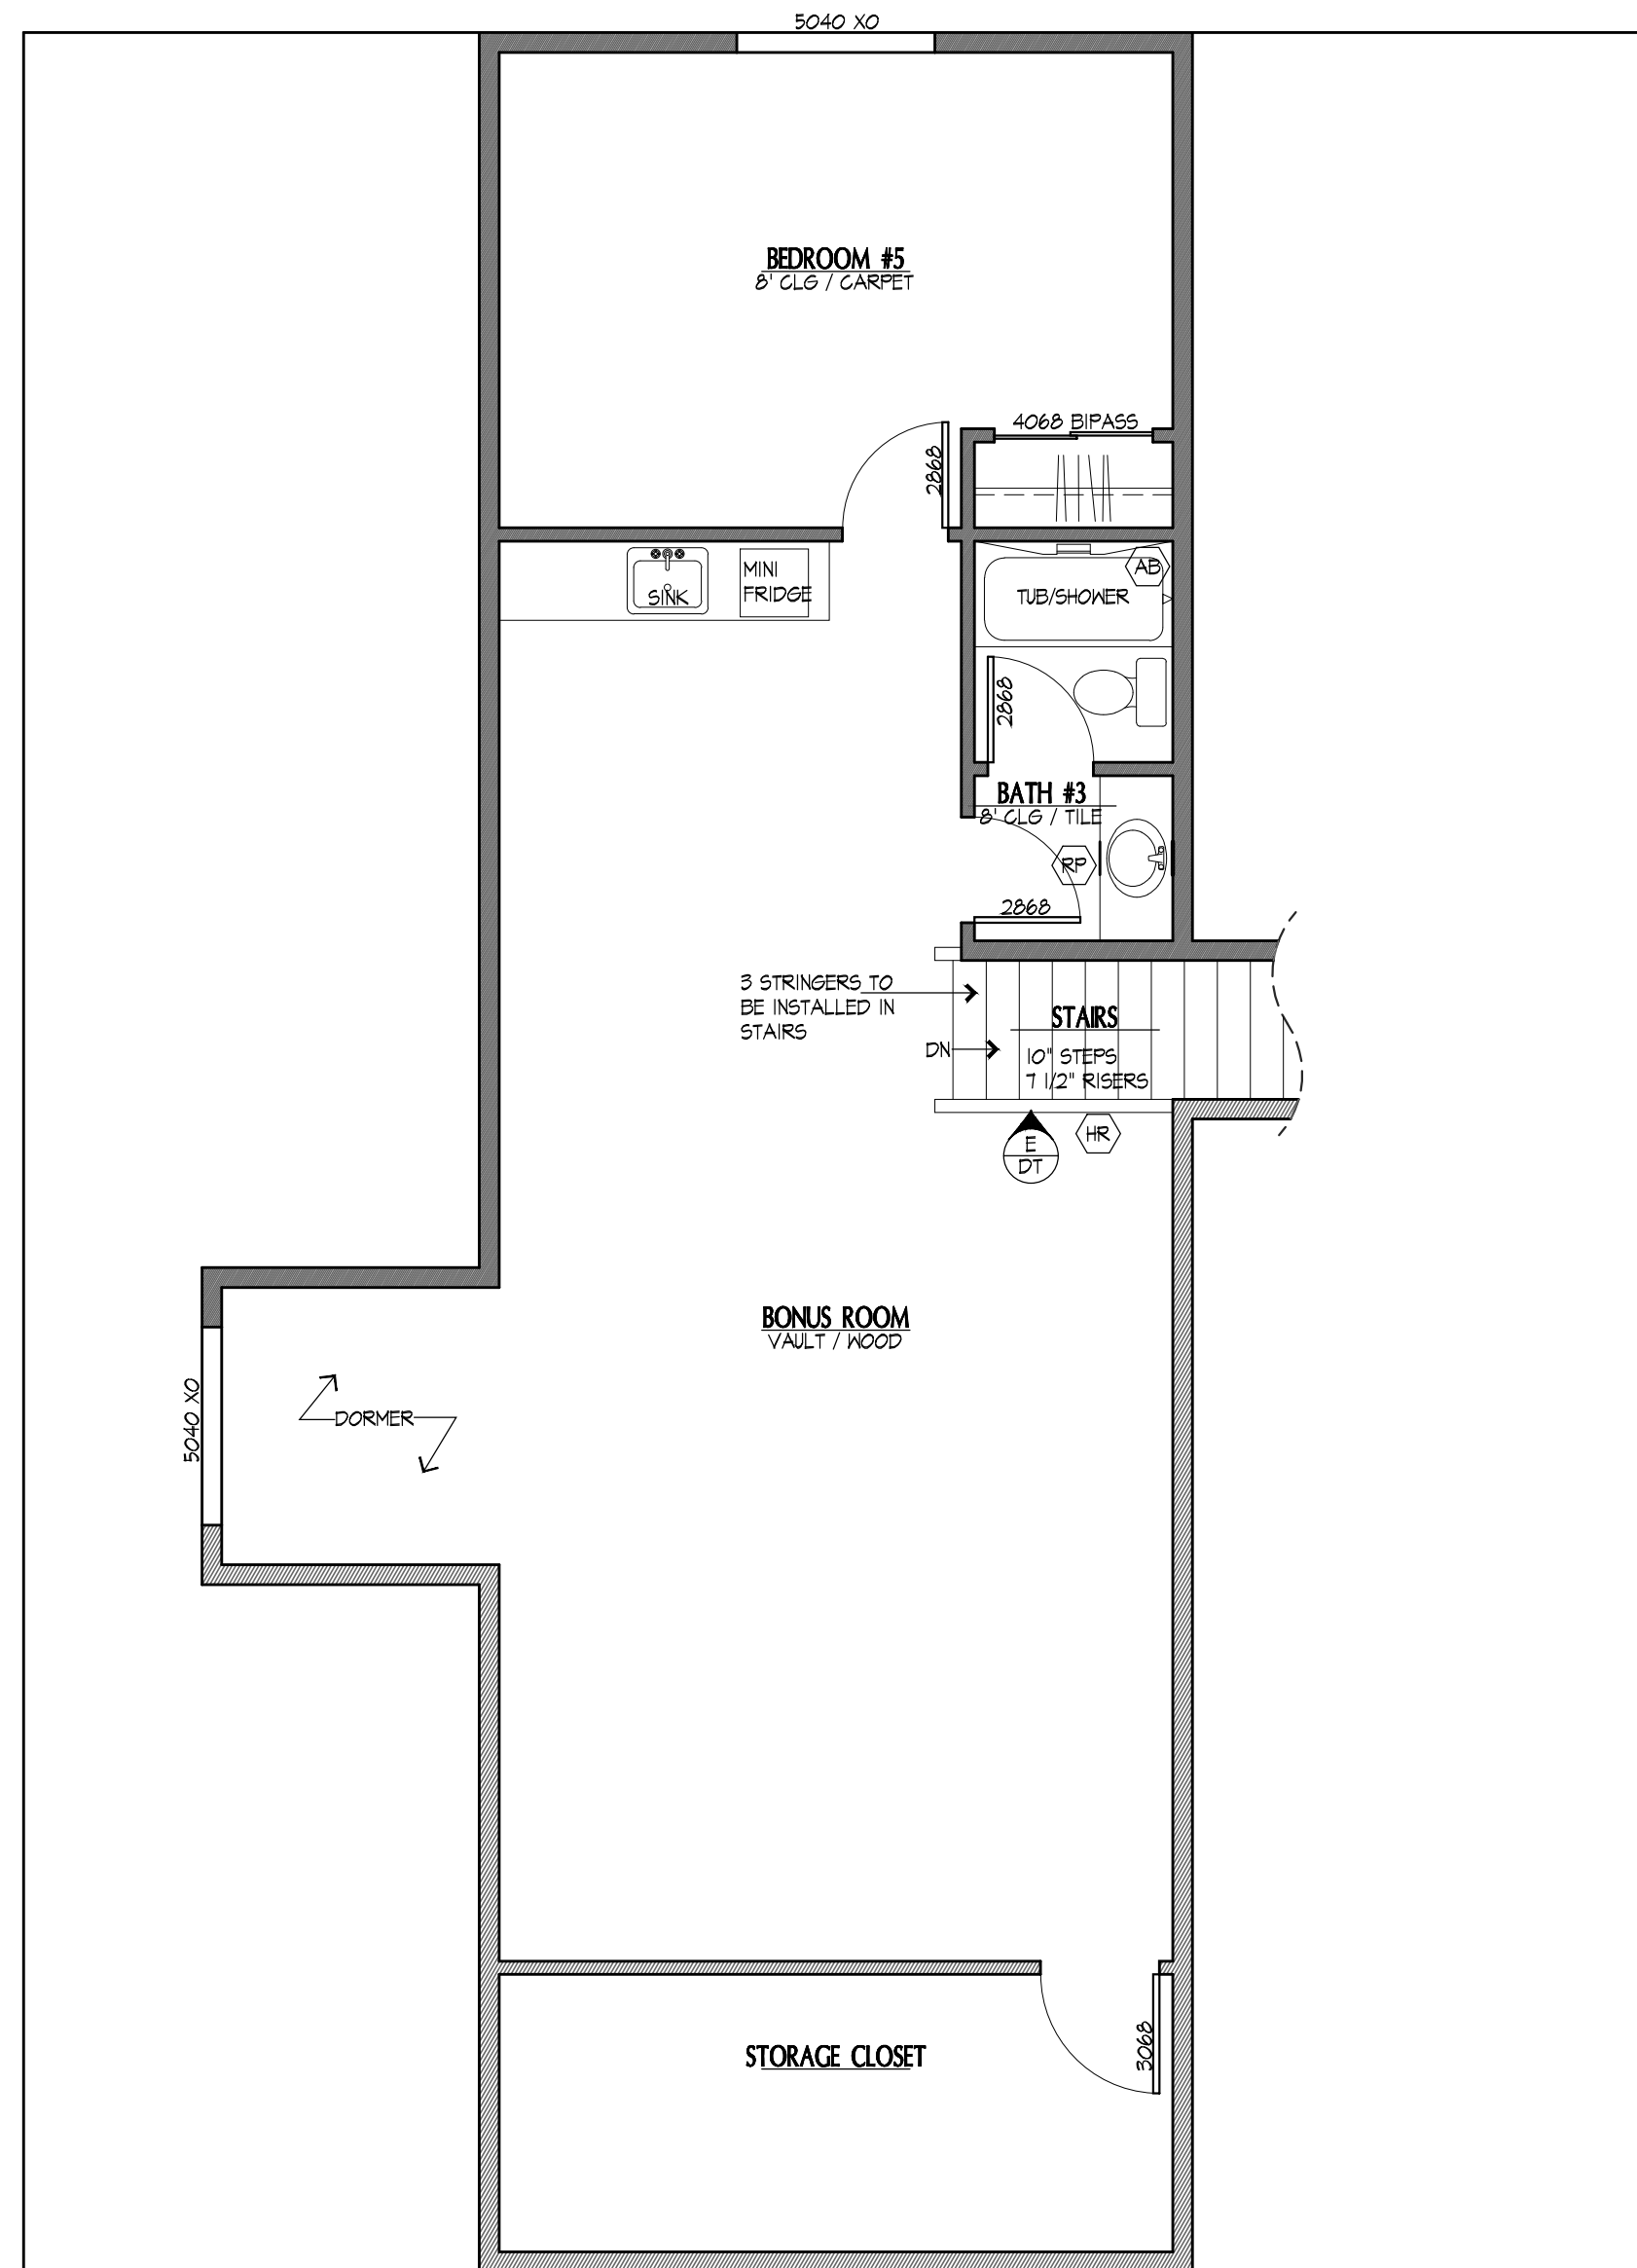 5040 XO
BEDROOM #5
8' CLG / CARPET
4068 BIPASS
2868
MINI
FRIDGE
SINK
AB
TUB/SHOWER
2868
BATH #3
8' CLG / TILE
RP
2868
3 STRINGERS TO
BE INSTALLED IN
STAIRS
STAIRS
DN
10" STEPS
7 1/2" RISERS
HR
E
DT
BONUS ROOM
VAULT / WOOD
5040 XO
DORMER
3068
STORAGE CLOSET